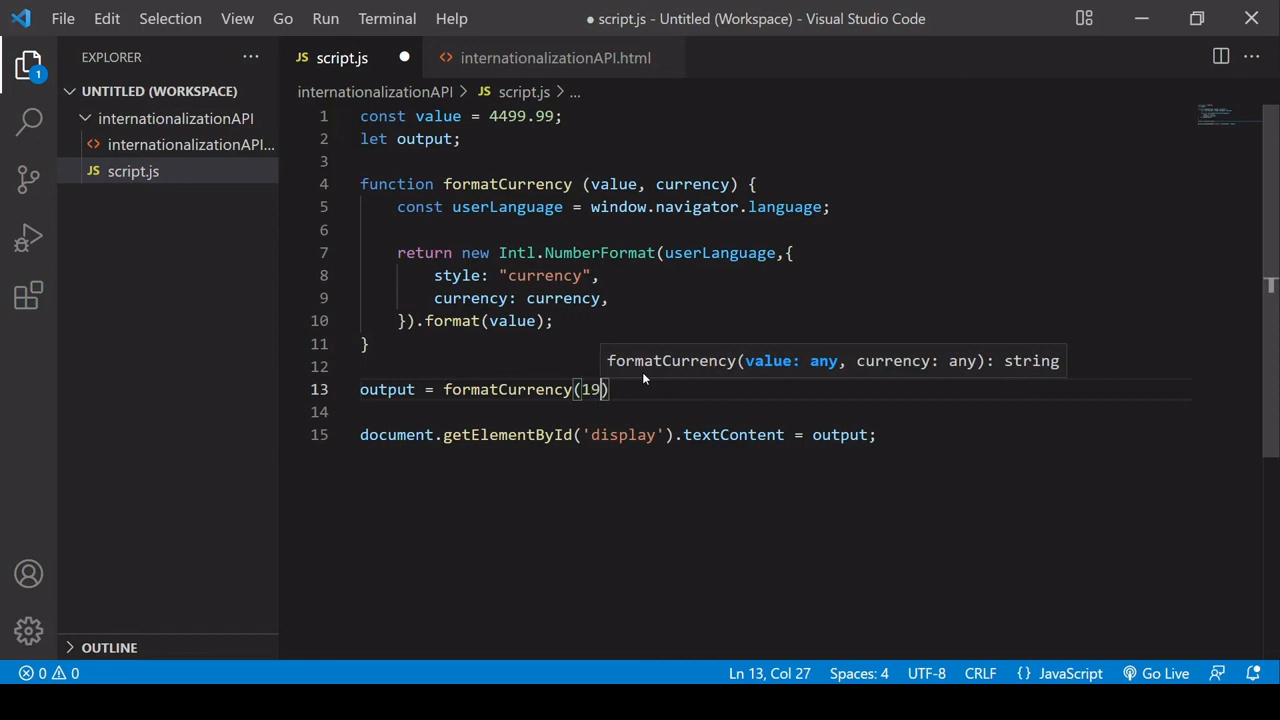 File Edit Selection View Go Run Terminal Help ● script.js - Untitled (Workspace) - Visual Studio Code
EXPLORER ···
JS script.js ● <> internationalizationAPI.html
1
UNTITLED (WORKSPACE)
internationalizationAPI
<> internationalizationAPI...
JS script.js
internationalizationAPI > JS script.js > ...
1 const value = 4499.99;
2 let output;
3
4 function formatCurrency (value, currency) {
5 const userLanguage = window.navigator.language;
6
7 return new Intl.NumberFormat(userLanguage,{
8 style: "currency",
9 currency: currency,
10 }).format(value);
11 }
12
formatCurrency(value: any, currency: any): string
13 output = formatCurrency(19)
14
15 document.getElementById('display').textContent = output;
OUTLINE
0 0 Ln 13, Col 27 Spaces: 4 UTF-8 CRLF {} JavaScript Go Live